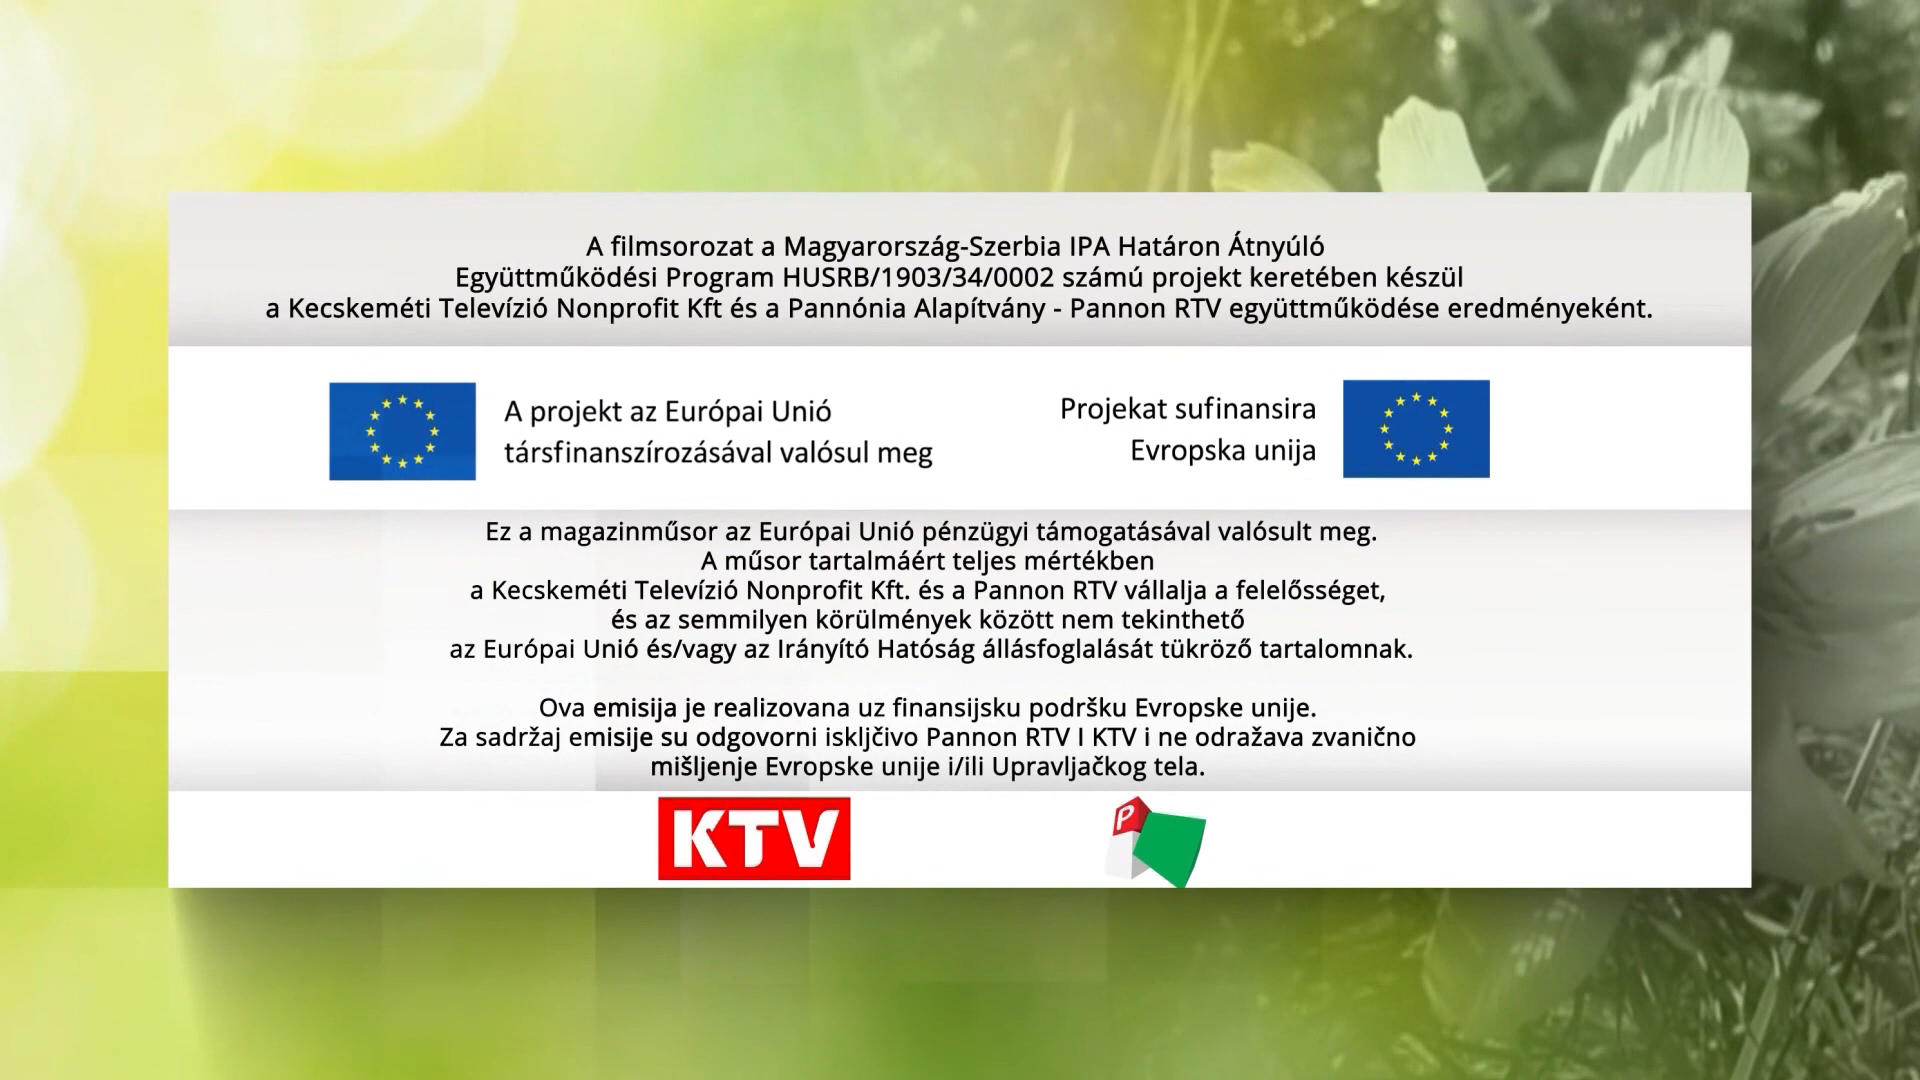 A filmsorozat a Magyarország-Szerbia IPA Határon Átnyúló
Együttműködési Program HUSRB/1903/34/0002 számú projekt keretében készül
a Kecskeméti Televízió Nonprofit Kft és a Pannónia Alapítvány - Pannon RTV együttműködése eredményeként.
A projekt az Európai Unió
társfinanszírozásával valósul meg
Projekat sufinansira
Evropska unija
Ez a magazinműsor az Európai Unió pénzügyi támogatásával valósult meg.
A műsor tartalmáért teljes mértékben
a Kecskeméti Televízió Nonprofit Kft. és a Pannon RTV vállalja a felelősséget,
és az semmilyen körülmények között nem tekinthető
az Európai Unió és/vagy az Irányító Hatóság állásfoglalását tükröző tartalomnak.
Ova emisija je realizovana uz finansijsku podršku Evropske unije.
Za sadržaj emisije su odgovorni iskljčivo Pannon RTV I KTV i ne odražava zvanično
mišljenje Evropske unije i/ili Upravljačkog tela.
KTV
P